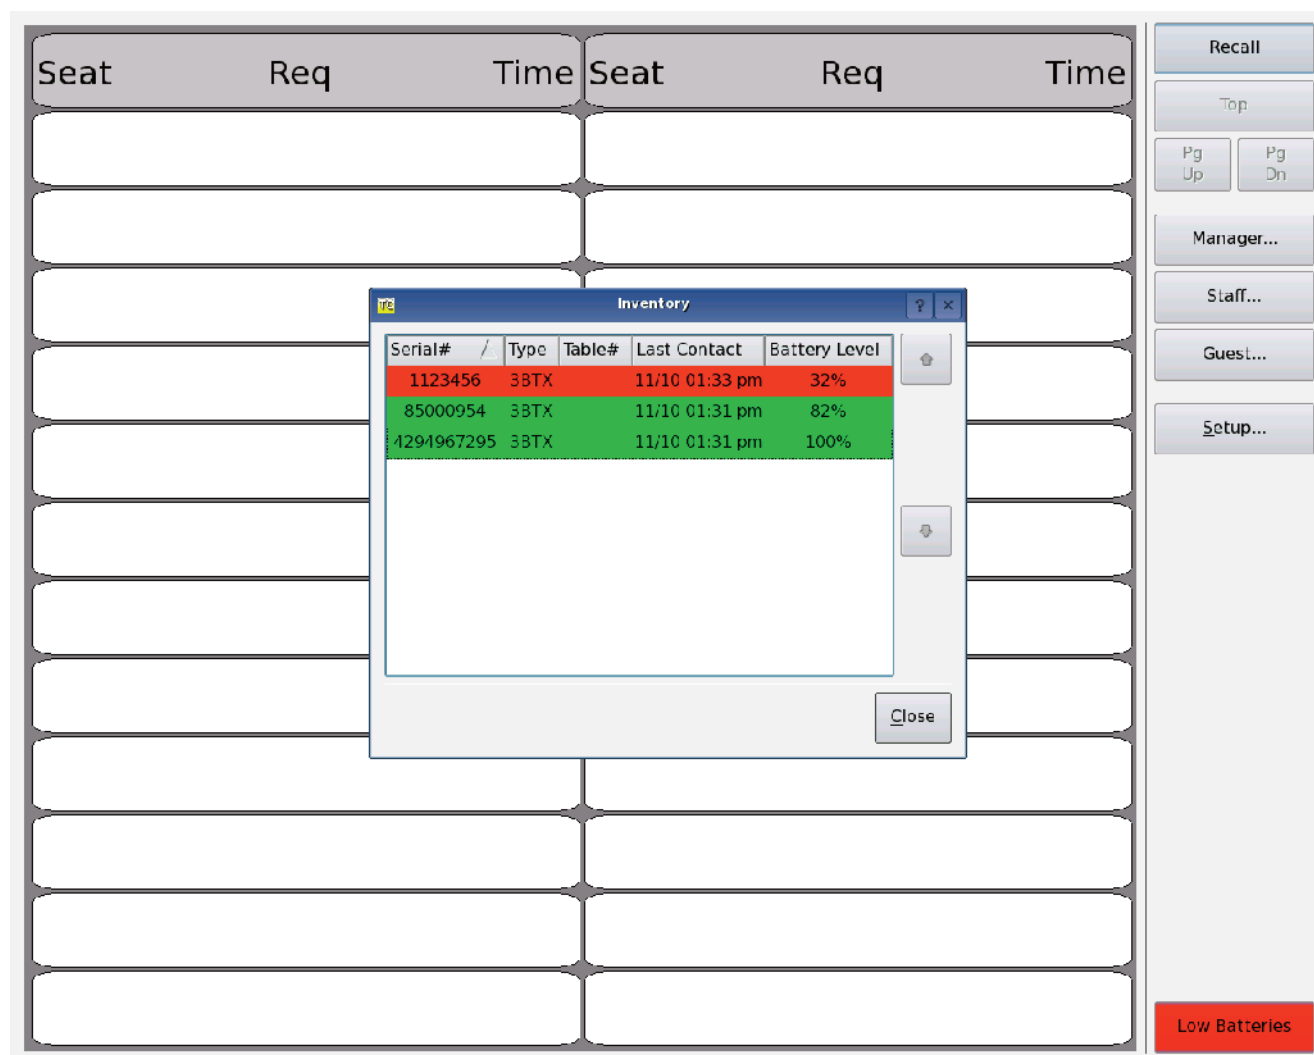 Seat Req Time Seat Req Time
Recall
Top
Pg Up
Pg Dn
Manager...
Staff...
Guest...
Setup...
Inventory
Serial# Type Table# Last Contact Battery Level
1123456 3BTX 11/10 01:33 pm 32%
85000954 3BTX 11/10 01:31 pm 82%
4294967295 3BTX 11/10 01:31 pm 100%
Close
Low Batteries